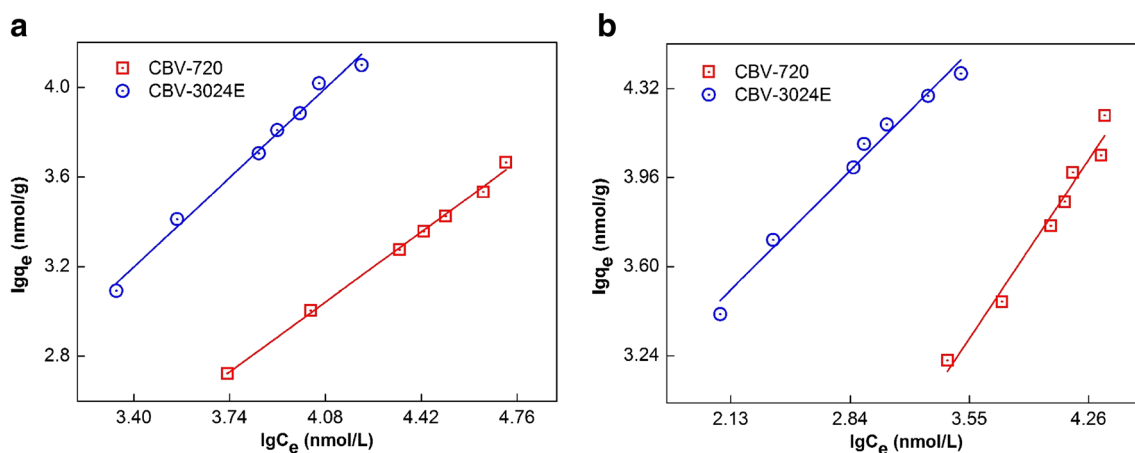 a
CBV-720
CBV-3024E
4.0
3.6
3.2
2.8
lgqe (nmol/g)
3.40 3.74 4.08 4.42 4.76
lgCe (nmol/L)
b
CBV-720
CBV-3024E
4.32
3.96
3.60
3.24
lgqe (nmol/g)
2.13 2.84 3.55 4.26
lgCe (nmol/L)